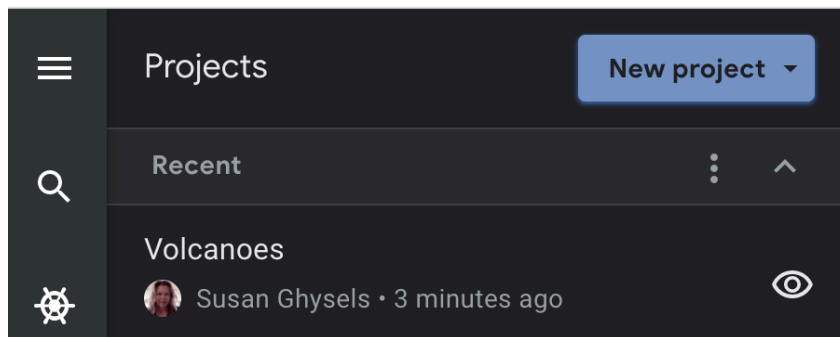 Projects
New project
Recent
Volcanoes
Susan Ghysels • 3 minutes ago